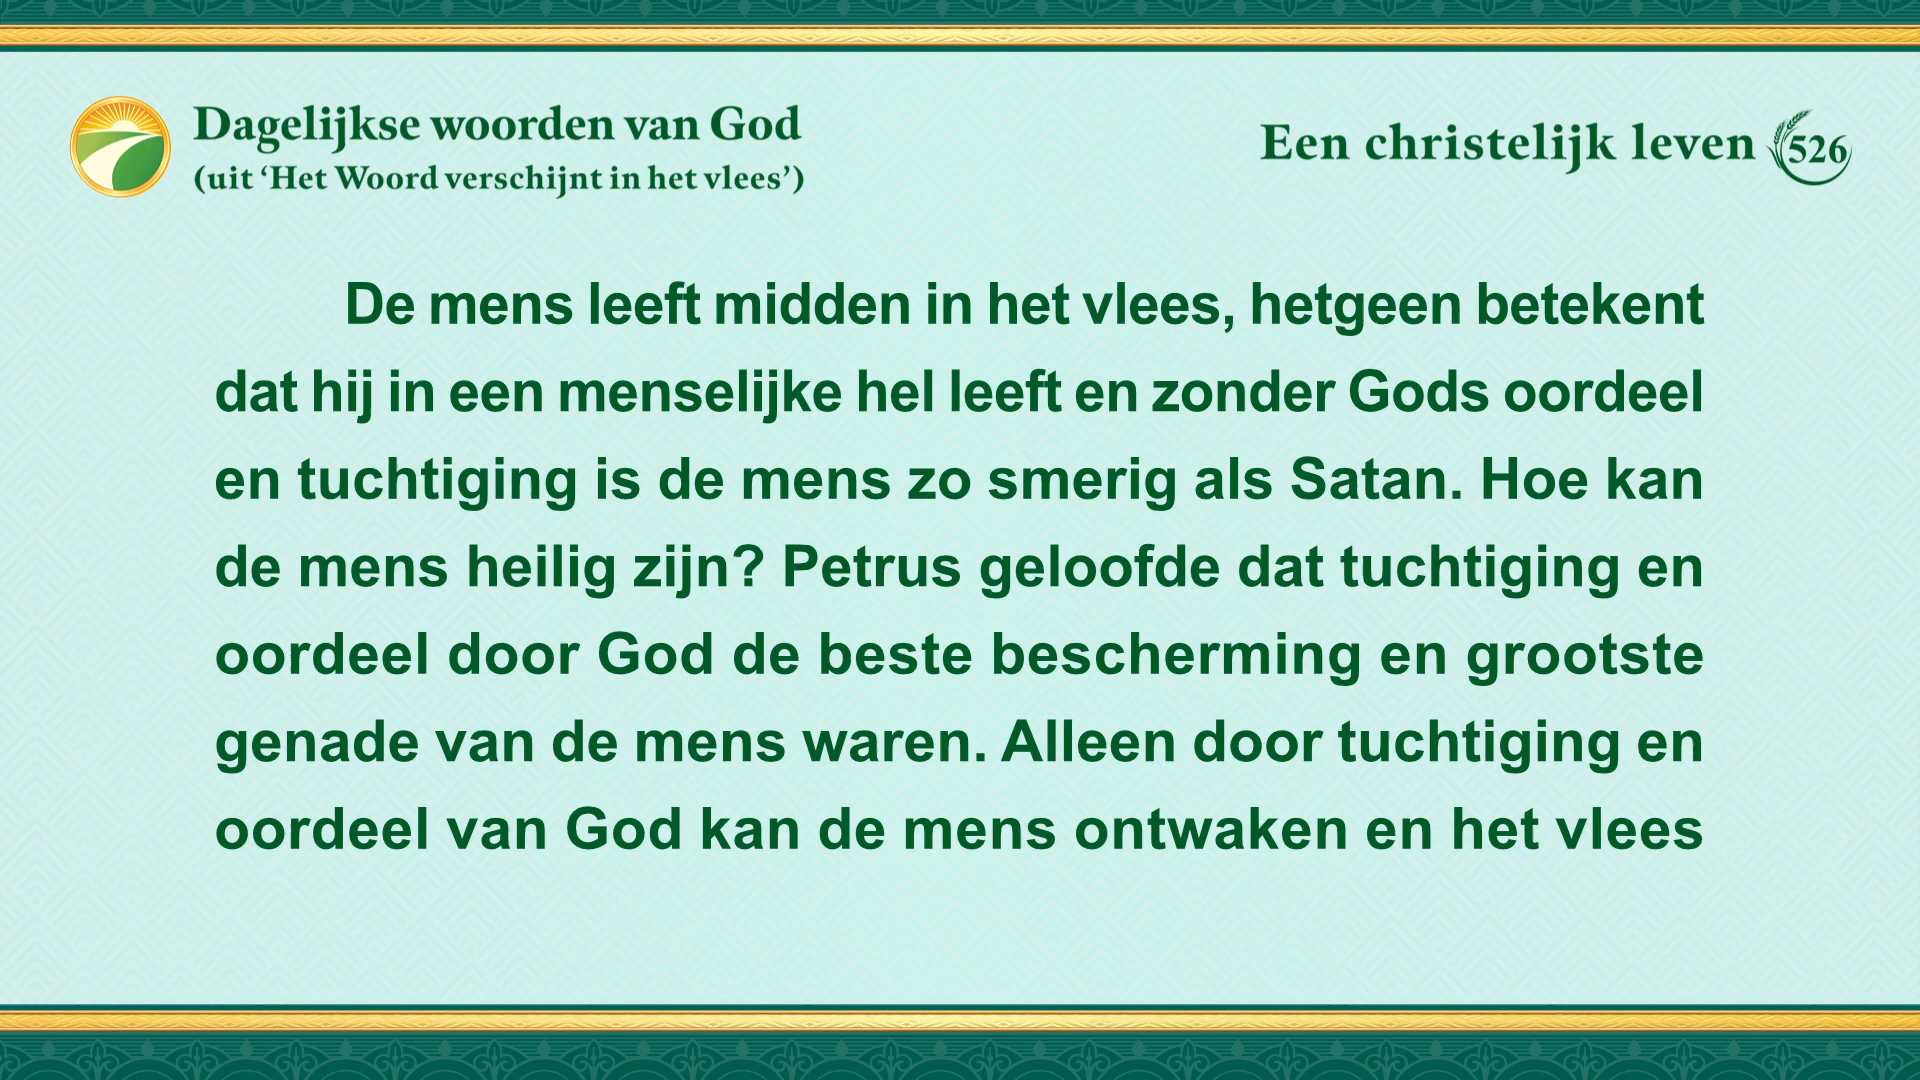 Dagelijkse woorden van God
(uit ‘Het Woord verschijnt in het vlees’)
Een christelijk leven 526
De mens leeft midden in het vlees, hetgeen betekent
dat hij in een menselijke hel leeft en zonder Gods oordeel
en tuchtiging is de mens zo smerig als Satan. Hoe kan
de mens heilig zijn? Petrus geloofde dat tuchtiging en
oordeel door God de beste bescherming en grootste
genade van de mens waren. Alleen door tuchtiging en
oordeel van God kan de mens ontwaken en het vlees